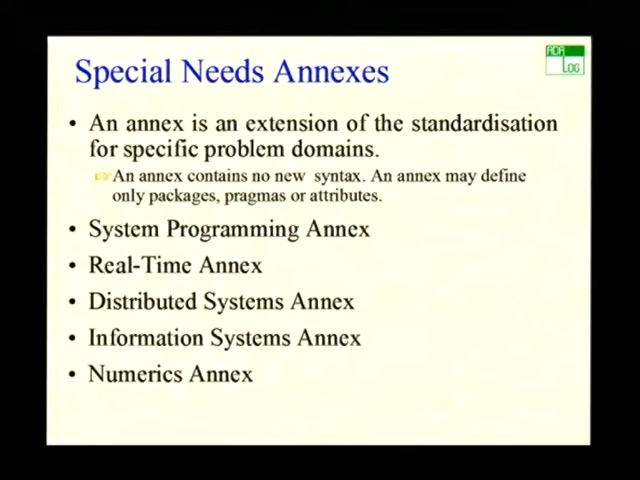 Special Needs Annexes
ADA
LOG
• An annex is an extension of the standardisation
for specific problem domains.
An annex contains no new syntax. An annex may define
only packages, pragmas or attributes.
• System Programming Annex
• Real-Time Annex
• Distributed Systems Annex
• Information Systems Annex
• Numerics Annex